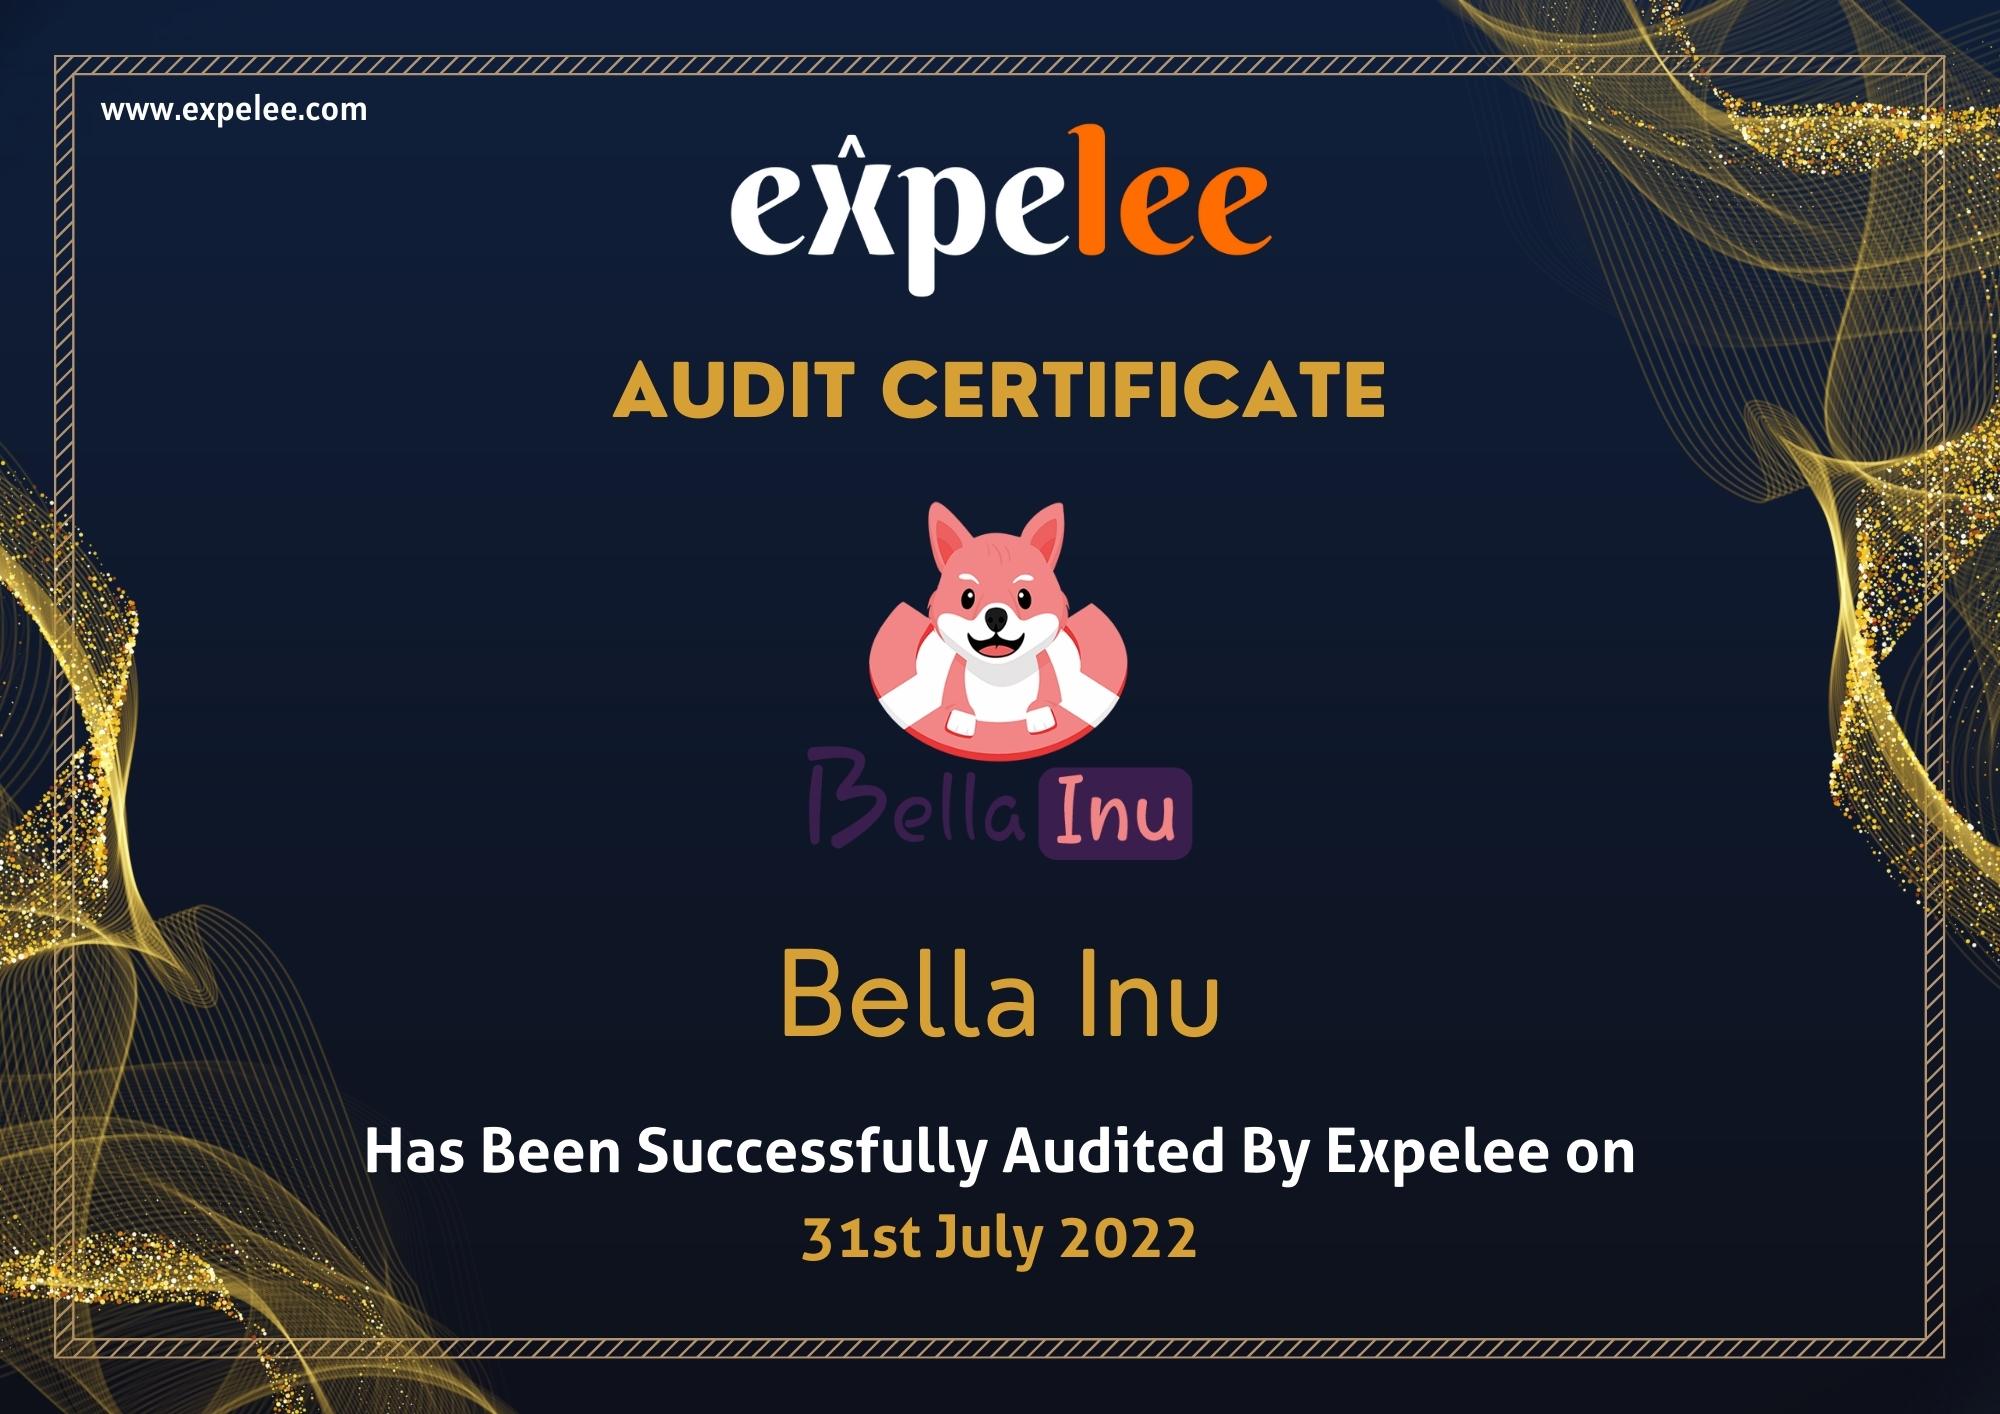 www.expelee.com
expelee
AUDIT CERTIFICATE
Bella Inu
Bella Inu
Has Been Successfully Audited By Expelee on
31st July 2022